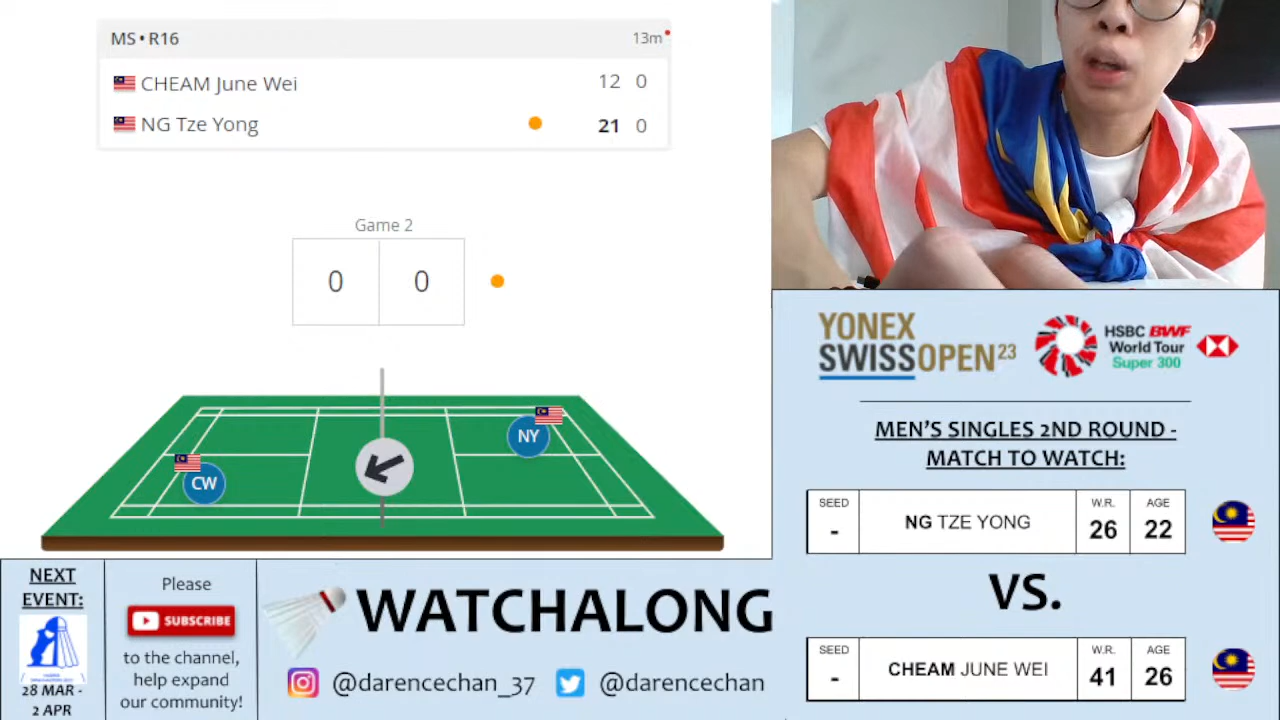 MS • R16
13m
CHEAM June Wei 12 0
NG Tze Yong 21 0
Game 2
0 0
NY
CW
YONEX
SWISSOPEN23
HSBC BWF
World Tour
Super 300
MEN'S SINGLES 2ND ROUND -
MATCH TO WATCH:
SEED W.R. AGE
- NG TZE YONG 26 22
VS.
SEED W.R. AGE
- CHEAM JUNE WEI 41 26
NEXT
EVENT:
28 MAR -
2 APR
Please
SUBSCRIBE
to the channel,
help expand
our community!
WATCHALONG
@darencechan_37 @darencechan